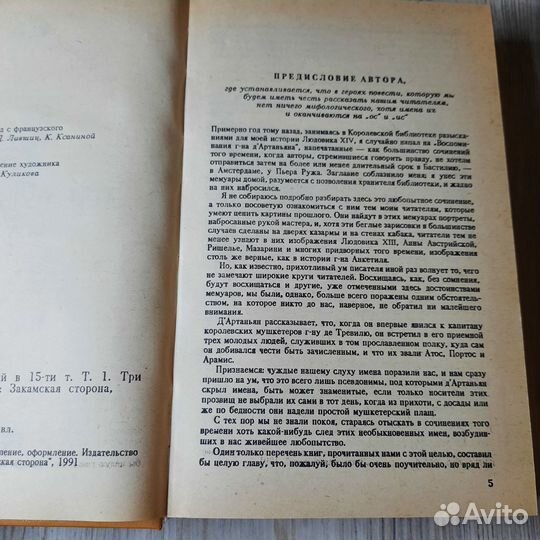 д с французского
Д. Лившиц, К. Ксаниной
ение художника
Куликова
й в 15-ти т. Т. 1. Три
: Закамская сторона,
вл.
ление, оформление. Издательство
ская сторона", 1991
ПРЕДИСЛОВИЕ АВТОРА,
где устанавливается, что в героях повести, которую мы
будем иметь честь рассказать нашим читателям,
нет ничего мифологического, хотя имена их
и оканчиваются на „ос" и „ис"
Примерно год тому назад, занимаясь в Королевской библиотеке разыскани-
ями для моей истории Людовика XIV, я случайно напал на „Воспоми-
нания г-на д'Артаньяна", напечатанные — как большинство сочинений
того времени, когда авторы, стремившиеся говорить правду, не хотели
отправиться затем на более или менее длительный срок в Бастилию, —
в Амстердаме, у Пьера Ружа. Заглавие соблазнило меня; я унес эти
мемуары домой, разумеется с позволения хранителя библиотеки, и жадно
на них набросился.
Я не собираюсь подробно разбирать здесь это любопытное сочинение,
а только посоветую ознакомиться с ним тем моим читателям, которые
умеют ценить картины прошлого. Они найдут в этих мемуарах портреты,
набросанные рукой мастера, и, хотя эти беглые зарисовки в большинстве
случаев сделаны на дверях казармы и на стенах кабака, читатели тем не
менее узнают в них изображения Людовика XIII, Анны Австрийской,
Ришелье, Мазарини и многих придворных того времени, изображения
столь же верные, как в истории г-на Анкетиля.
Но, как известно, прихотливый ум писателя иной раз волнует то, чего
не замечают широкие круги читателей. Восхищаясь, как, без сомнения,
будут восхищаться и другие, уже отмеченными здесь достоинствами
мемуаров, мы были, однако, больше всего поражены одним обстоятель-
ством, на которое никто до нас, наверное, не обратил ни малейшего
внимания.
Д'Артаньян рассказывает, что, когда он впервые явился к капитану
королевских мушкетеров г-ну де Тревилю, он встретил в его приемной
трех молодых людей, служивших в том прославленном полку, куда сам
он добивался чести быть зачисленным, и что их звали Атос, Портос и
Арамис.
Признаемся: чуждые нашему слуху имена поразили нас, и нам сразу
пришло на ум, что это всего лишь псевдонимы, под которыми д'Артаньян
скрыл имена, быть может знаменитые, если только носители этих
прозвищ не выбрали их сами в тот день, когда из прихоти, с досады или
же по бедности они надели простой мушкетерский плащ.
С тех пор мы не знали покоя, стараясь отыскать в сочинениях того
времени хоть какой-нибудь след этих необыкновенных имен, возбудив-
ших в нас живейшее любопытство.
Один только перечень книг, прочитанных нами с этой целью, составил
бы целую главу, что, пожалуй, было бы очень поучительно, но вряд ли
5
Avito